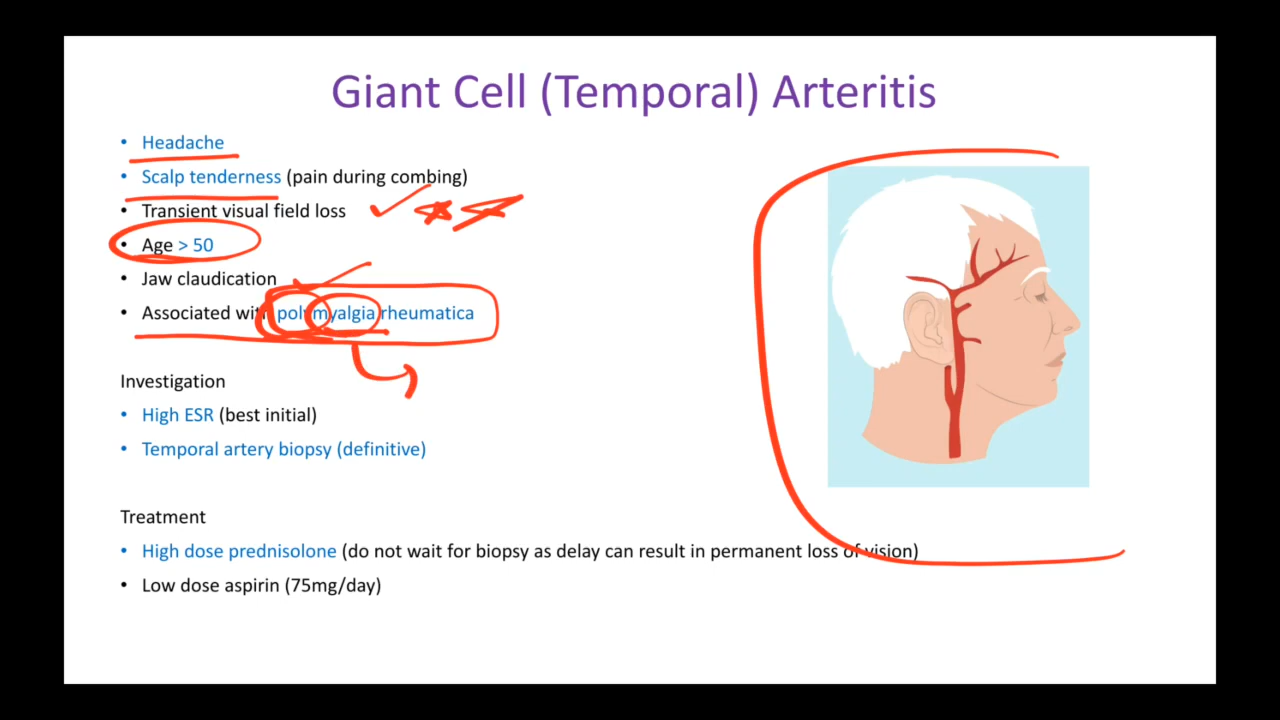 Giant Cell (Temporal) Arteritis
• Headache
• Scalp tenderness (pain during combing)
• Transient visual field loss
• Age > 50
• Jaw claudication
• Associated with polymyalgia rheumatica
Investigation
• High ESR (best initial)
• Temporal artery biopsy (definitive)
Treatment
• High dose prednisolone (do not wait for biopsy as delay can result in permanent loss of vision)
• Low dose aspirin (75mg/day)